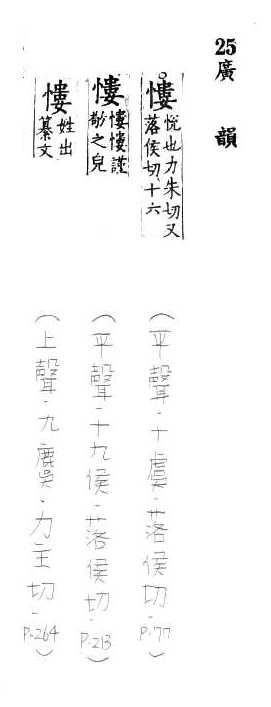 25廣韻
慺悅也力朱切又
落侯切十六
(平聲.十虞.落侯切.P.77)
慺慺慺謹
敬之皃
(平聲.十九侯.落侯切.P.213)
慺姓出
纂文
(上聲.九麌.力主切.P.264)